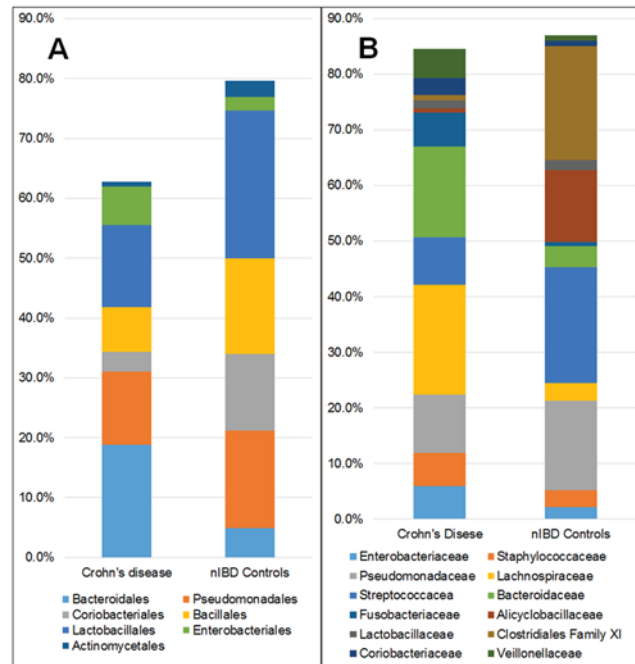 A
90.0%
80.0%
70.0%
60.0%
50.0%
40.0%
30.0%
20.0%
10.0%
0.0%
Crohn's disease nIBD Controls
Bacteroidales Pseudomonadales
Coriobacteriales Bacillales
Lactobacillales Enterobacteriales
Actinomycetales
B
90.0%
80.0%
70.0%
60.0%
50.0%
40.0%
30.0%
20.0%
10.0%
0.0%
Crohn's Disese nIBD Controls
Enterobacteriaceae Staphylococcaceae
Pseudomonadaceae Lachnospiraceae
Streptococcacea Bacteroidaceae
Fusobacteriaceae Alicyclobacillaceae
Lactobacillaceae Clostridiales Family XI
Coriobacteriaceae Veillonellaceae